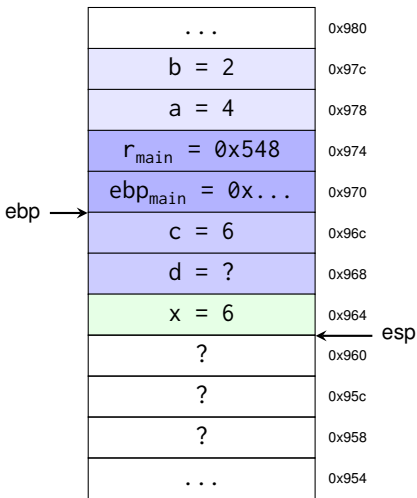 ... 0x980
b = 2 0x97c
a = 4 0x978
r_main = 0x548 0x974
ebp_main = 0x... 0x970
ebp
c = 6 0x96c
d = ? 0x968
x = 6 0x964
esp
? 0x960
? 0x95c
? 0x958
... 0x954